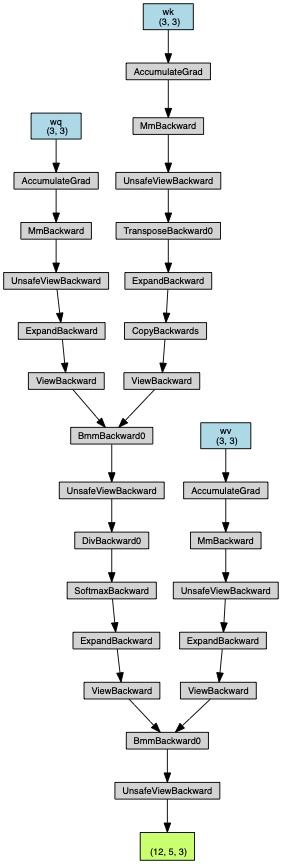 wk
(3, 3)
AccumulateGrad
wq
(3, 3)
MmBackward
AccumulateGrad
UnsafeViewBackward
MmBackward
TransposeBackward0
UnsafeViewBackward
ExpandBackward
ExpandBackward
CopyBackwards
ViewBackward
ViewBackward
BmmBackward0
wv
(3, 3)
UnsafeViewBackward
AccumulateGrad
DivBackward0
MmBackward
SoftmaxBackward
UnsafeViewBackward
ExpandBackward
ExpandBackward
ViewBackward
ViewBackward
BmmBackward0
UnsafeViewBackward
(12, 5, 3)